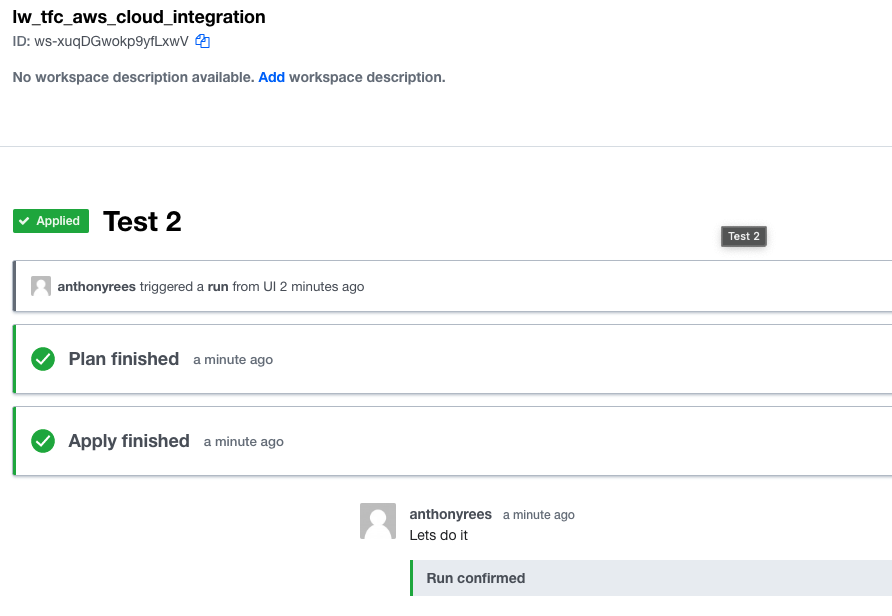 lw_tfc_aws_cloud_integration
ID: ws-xuqDGwokp9yfLxwV
No workspace description available. Add workspace description.
Applied Test 2
Test 2
anthonyrees triggered a run from UI 2 minutes ago
Plan finished a minute ago
Apply finished a minute ago
anthonyrees a minute ago
Lets do it
Run confirmed